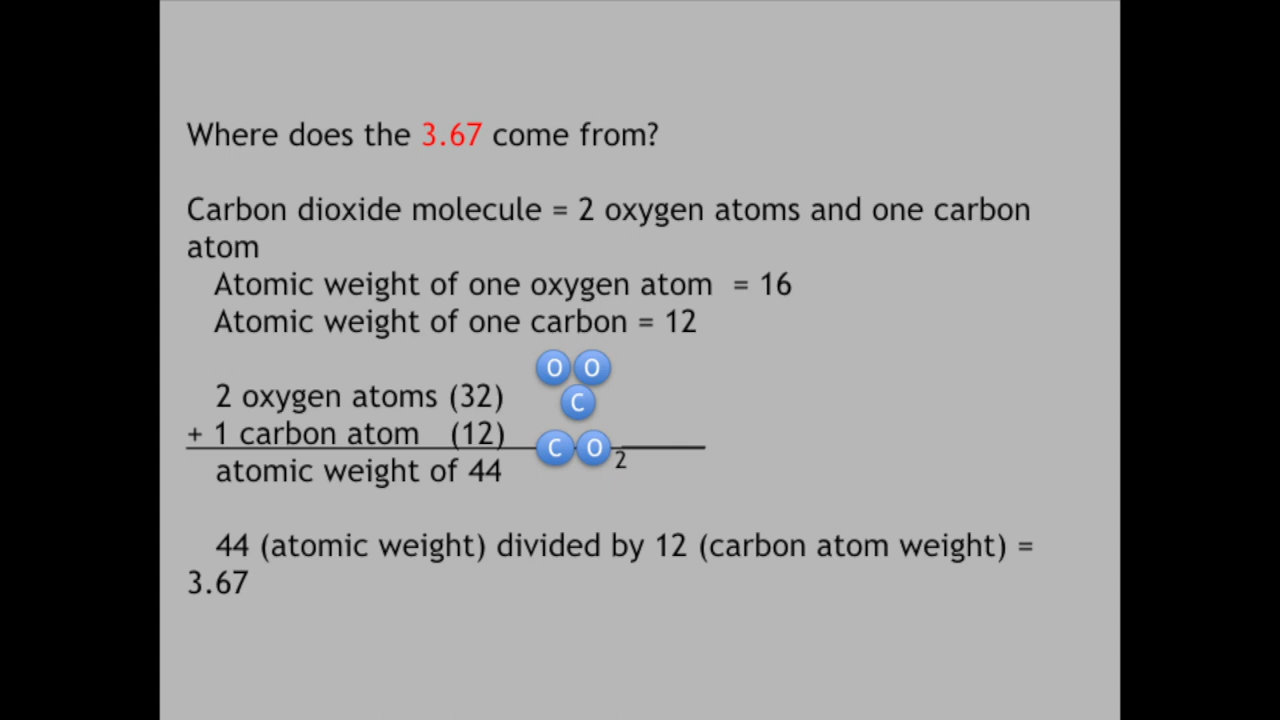 Where does the 3.67 come from?
Carbon dioxide molecule = 2 oxygen atoms and one carbon
atom
Atomic weight of one oxygen atom = 16
Atomic weight of one carbon = 12
O O
2 oxygen atoms (32)
C
+ 1 carbon atom (12)
C O 2
atomic weight of 44
44 (atomic weight) divided by 12 (carbon atom weight) =
3.67